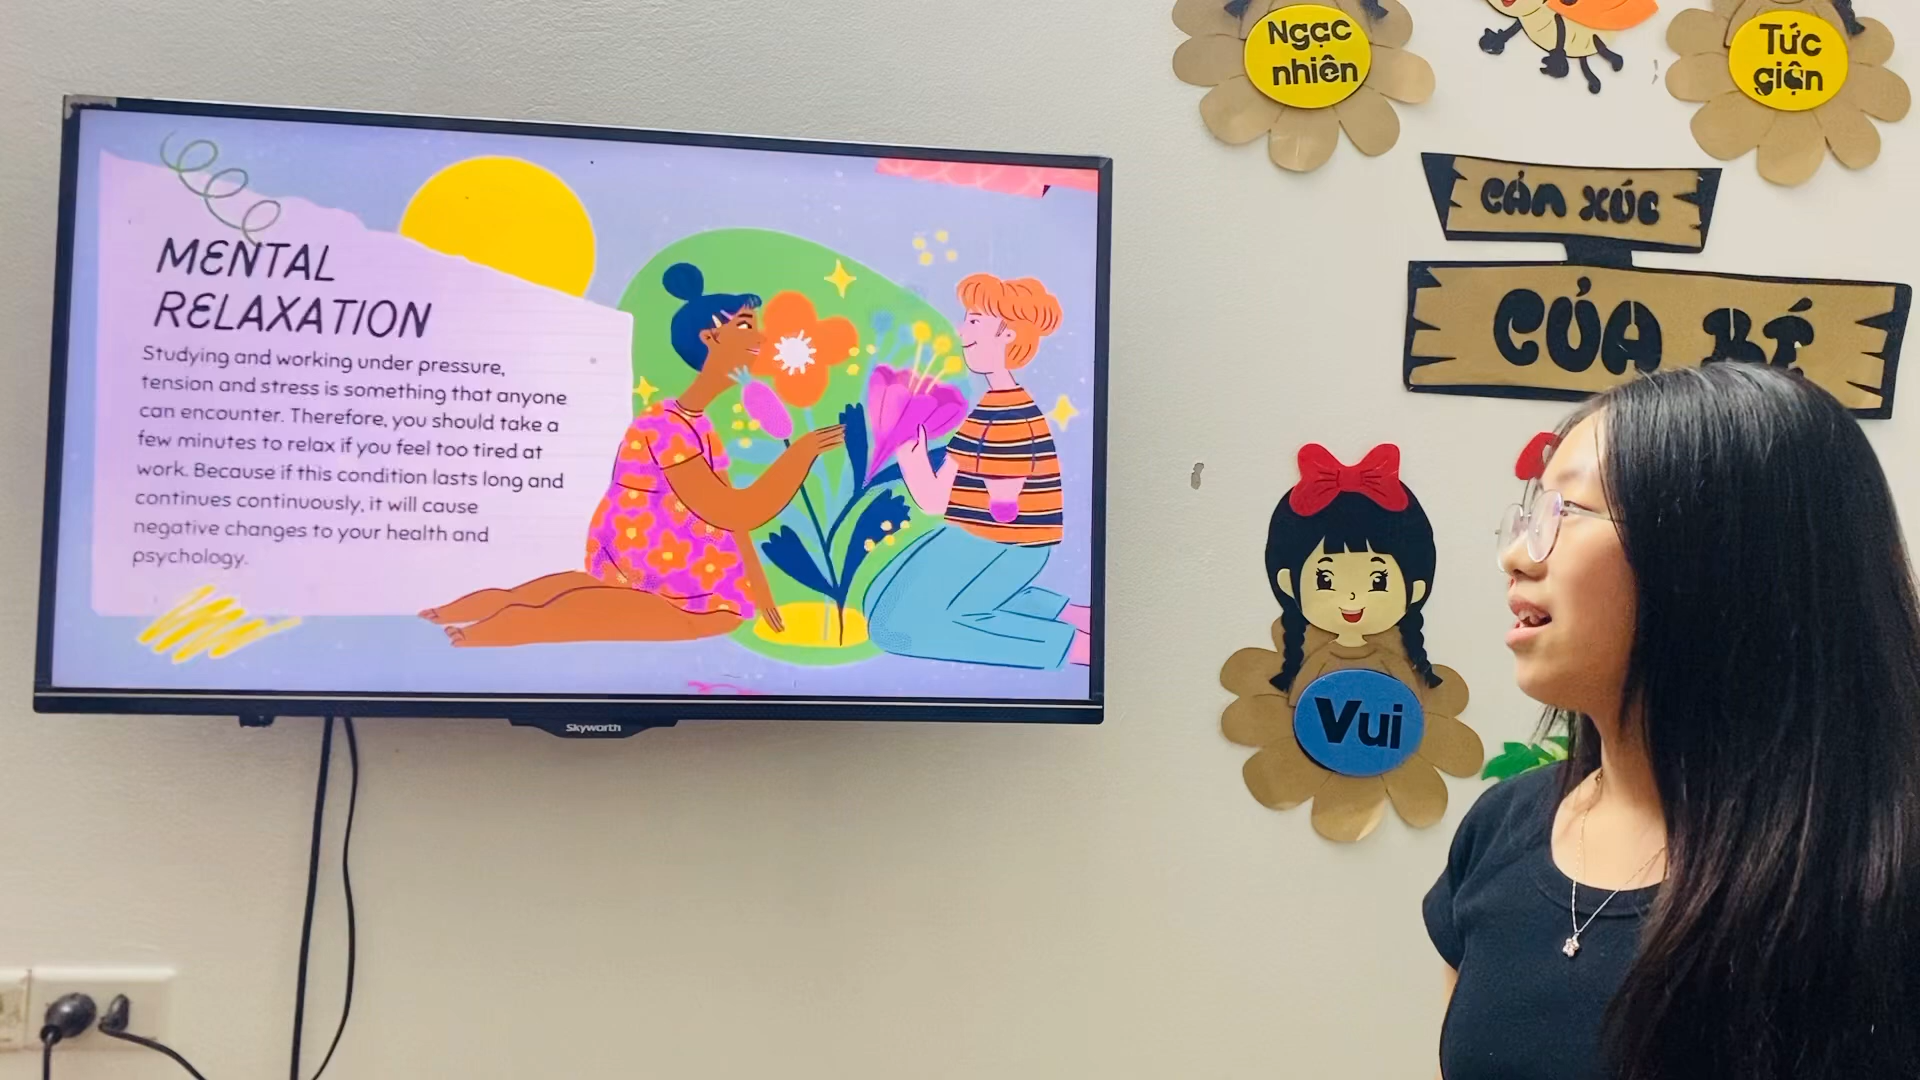 MENTAL
RELAXATION
Studying and working under pressure,
tension and stress is something that anyone
can encounter. Therefore, you should take a
few minutes to relax if you feel too tired at
work. Because if this condition lasts long and
continues continuously, it will cause
negative changes to your health and
psychology.
Skyworth
Ngạc
nhiên
Tức
giận
CẢM XÚC
CỦA BÉ
Vui